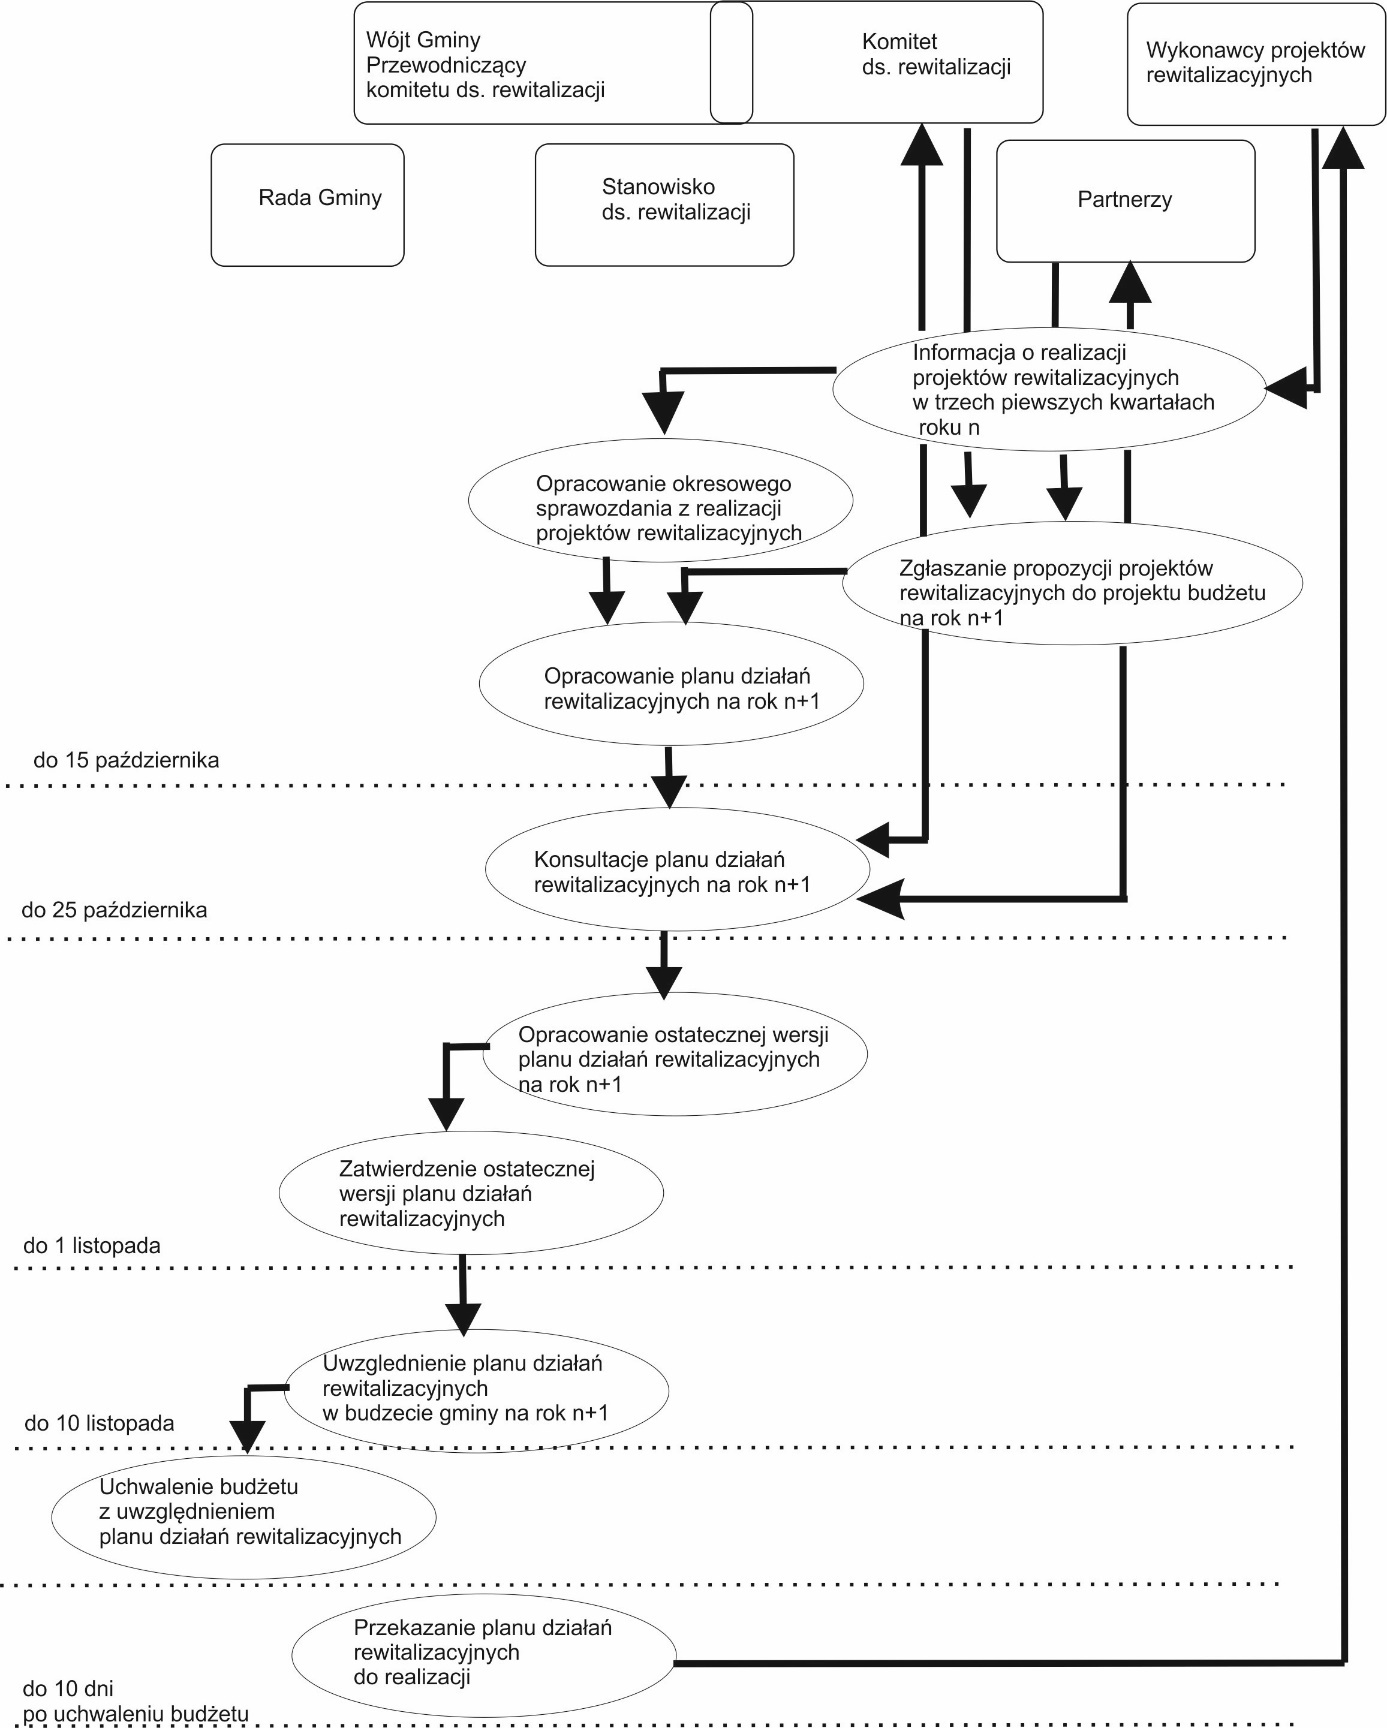 Wójt Gminy
Przewodniczący
komitetu ds. rewitalizacji
Komitet
ds. rewitalizacji
Wykonawcy projektów
rewitalizacyjnych
Rada Gminy
Stanowisko
ds. rewitalizacji
Partnerzy
Informacja o realizacji
projektów rewitalizacyjnych
w trzech piewszych kwartałach
roku n
Opracowanie okresowego
sprawozdania z realizacji
projektów rewitalizacyjnych
Zgłaszanie propozycji projektów
rewitalizacyjnych do projektu budżetu
na rok n+1
Opracowanie planu działań
rewitalizacyjnych na rok n+1
do 15 października
Konsultacje planu działań
rewitalizacyjnych na rok n+1
do 25 października
Opracowanie ostatecznej wersji
planu działań rewitalizacyjnych
na rok n+1
Zatwierdzenie ostatecznej
wersji planu działań
rewitalizacyjnych
do 1 listopada
Uwzglednienie planu działań
rewitalizacyjnych
w budzecie gminy na rok n+1
do 10 listopada
Uchwalenie budżetu
z uwzględnieniem
planu działań rewitalizacyjnych
Przekazanie planu działań
rewitalizacyjnych
do realizacji
do 10 dni
po uchwaleniu budżetu